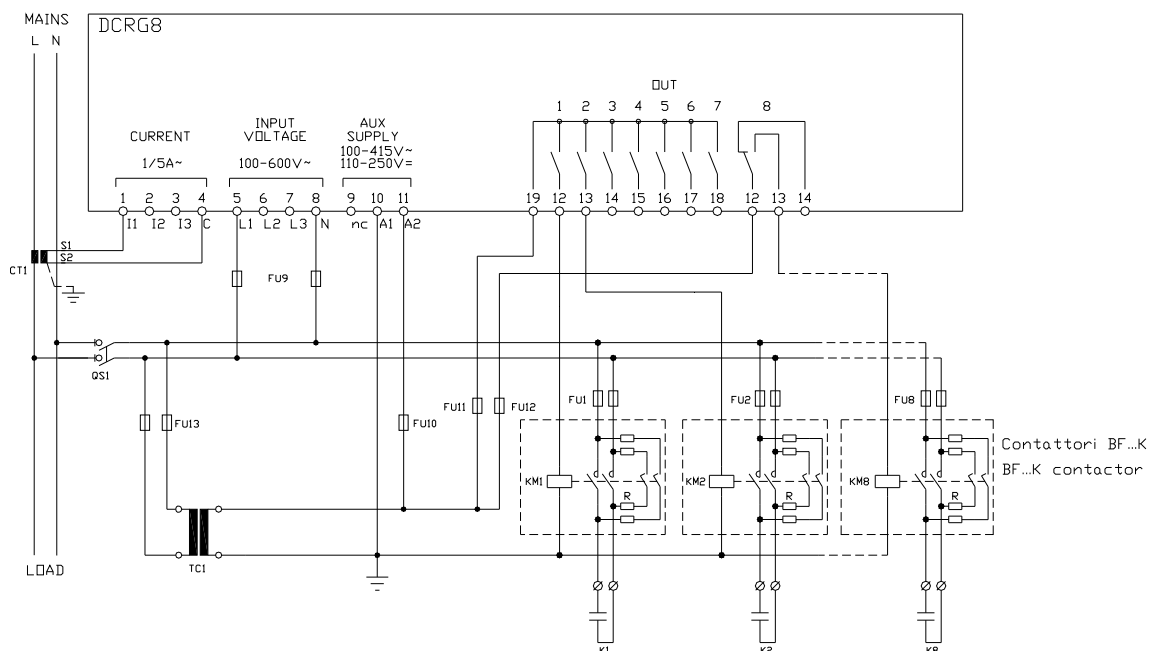 MAINS
L N
DCRG8
OUT
1 2 3 4 5 6 7 8
CURRENT
1/5A~
INPUT
VOLTAGE
100-600V~
AUX
SUPPLY
100-415V~
110-250V=
1 2 3 4 5 6 7 8 9 10 11 19 12 13 14 15 16 17 18 12 13 14
I1 I2 I3 C L1 L2 L3 N nc A1 A2
S1
S2
CT1
FU9
QS1
FU13
FU10
FU11
FU12
FU1
FU2
FU8
KM1
R
KM2
R
KM8
R
Contattori BF...K
BF...K contactor
LOAD
TC1
K1
K2
K8